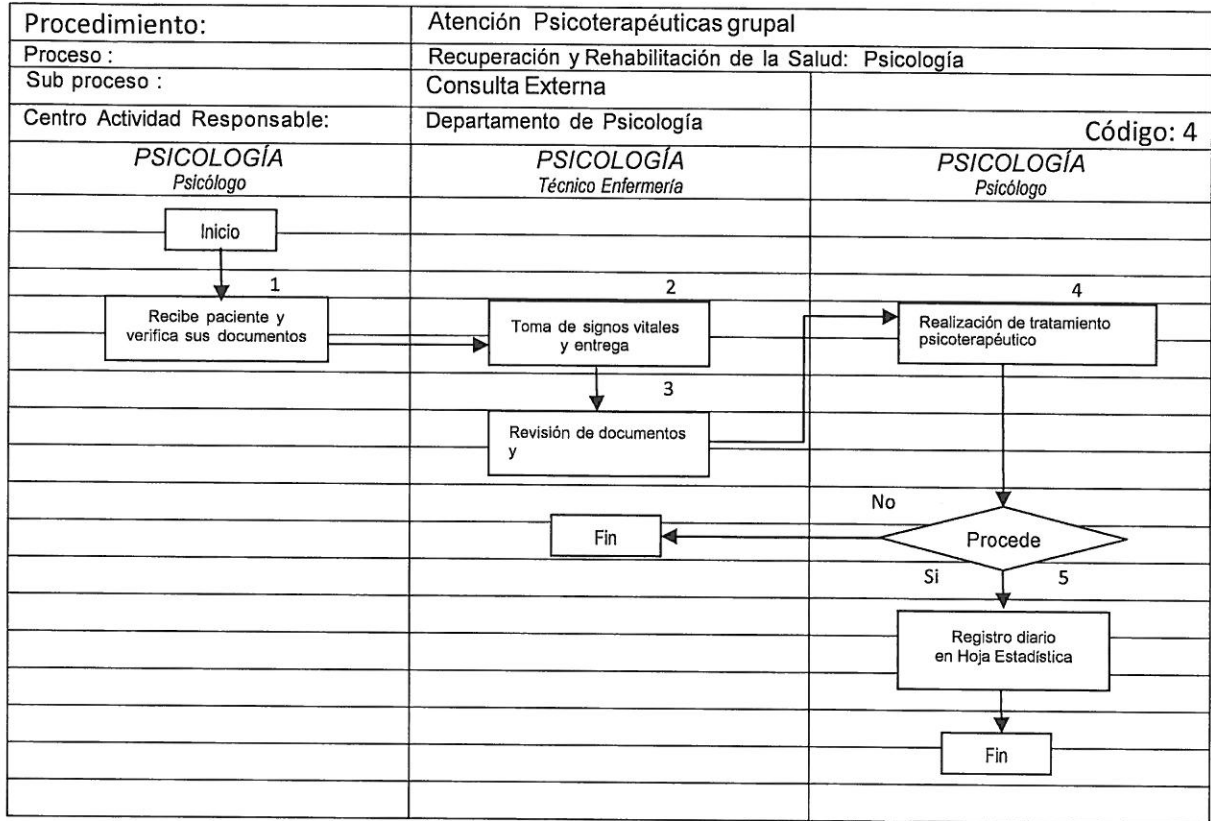 Procedimiento: Atención Psicoterapéuticas grupal
Proceso : Recuperación y Rehabilitación de la Salud: Psicología
Sub proceso : Consulta Externa
Centro Actividad Responsable: Departamento de Psicología Código: 4
PSICOLOGÍA PSICOLOGÍA PSICOLOGÍA
Psicólogo Técnico Enfermería Psicólogo
Inicio
1
Recibe paciente y
verifica sus documentos
2
Toma de signos vitales
y entrega
3
Revisión de documentos
y
4
Realización de tratamiento
psicoterapéutico
No
Procede
Fin
Si 5
Registro diario
en Hoja Estadística
Fin